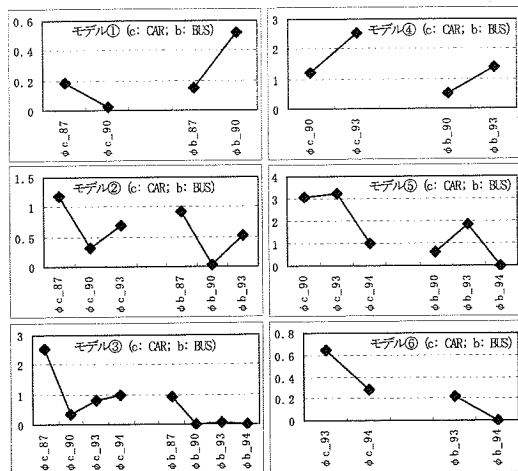 モデル① (c: CAR; b: BUS)
0.6
0.4
0.2
0
φc_87
φc_90
φb_87
φb_90
モデル④ (c: CAR; b: BUS)
3
2
1
0
φc_90
φc_93
φb_90
φb_93
モデル② (c: CAR; b: BUS)
1.5
1
0.5
0
φc_87
φc_90
φc_93
φb_87
φb_90
φb_93
モデル⑤ (c: CAR; b: BUS)
4
3
2
1
0
φc_90
φc_93
φc_94
φb_90
φb_93
φb_94
モデル③ (c: CAR; b: BUS)
3
2
1
0
φc_87
φc_90
φc_93
φc_94
φb_87
φb_90
φb_93
φb_94
モデル⑥ (c: CAR; b: BUS)
0.8
0.6
0.4
0.2
0
φc_93
φc_94
φb_93
φb_94